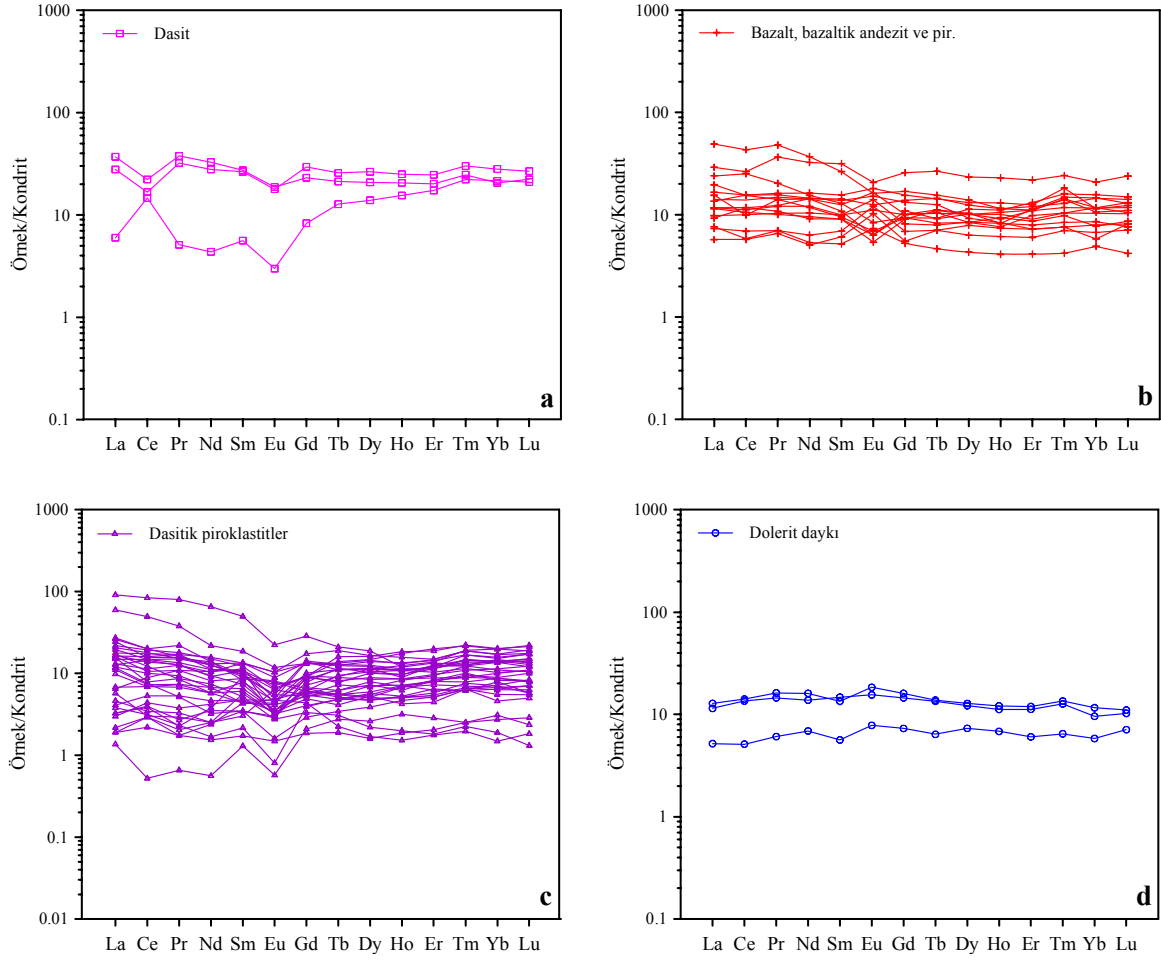 1000
100
10
1
0.1
Örnek/Kondrit
Dasit
a
La Ce Pr Nd Sm Eu Gd Tb Dy Ho Er Tm Yb Lu
1000
100
10
1
0.1
Örnek/Kondrit
Bazalt, bazaltik andezit ve pir.
b
La Ce Pr Nd Sm Eu Gd Tb Dy Ho Er Tm Yb Lu
1000
100
10
1
0.1
0.01
Örnek/Kondrit
Dasitik piroklastitler
c
La Ce Pr Nd Sm Eu Gd Tb Dy Ho Er Tm Yb Lu
1000
100
10
1
0.1
Örnek/Kondrit
Dolerit daykı
d
La Ce Pr Nd Sm Eu Gd Tb Dy Ho Er Tm Yb Lu